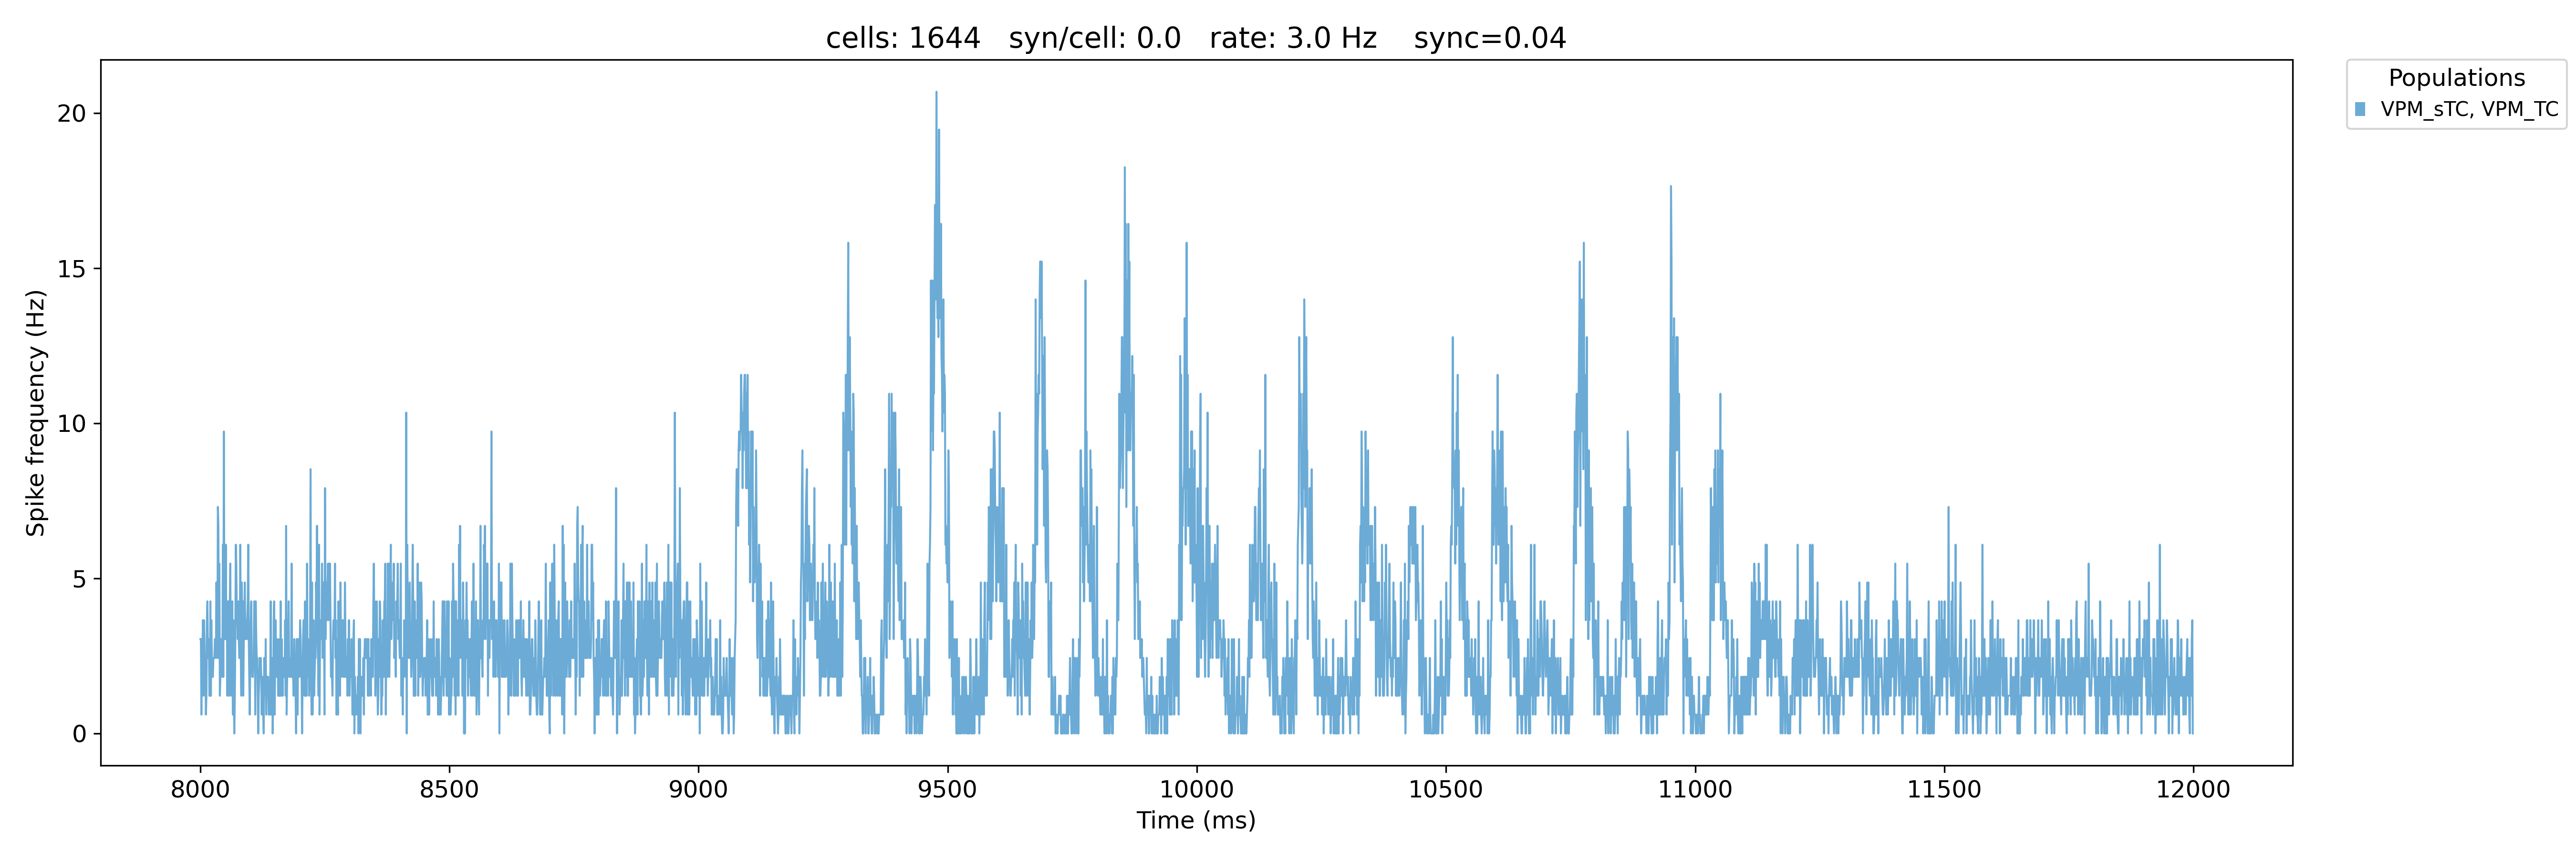 cells: 1644   syn/cell: 0.0   rate: 3.0 Hz    sync=0.04
Populations
VPM_sTC, VPM_TC
Spike frequency (Hz)
20
15
10
5
0
8000 8500 9000 9500 10000 10500 11000 11500 12000
Time (ms)